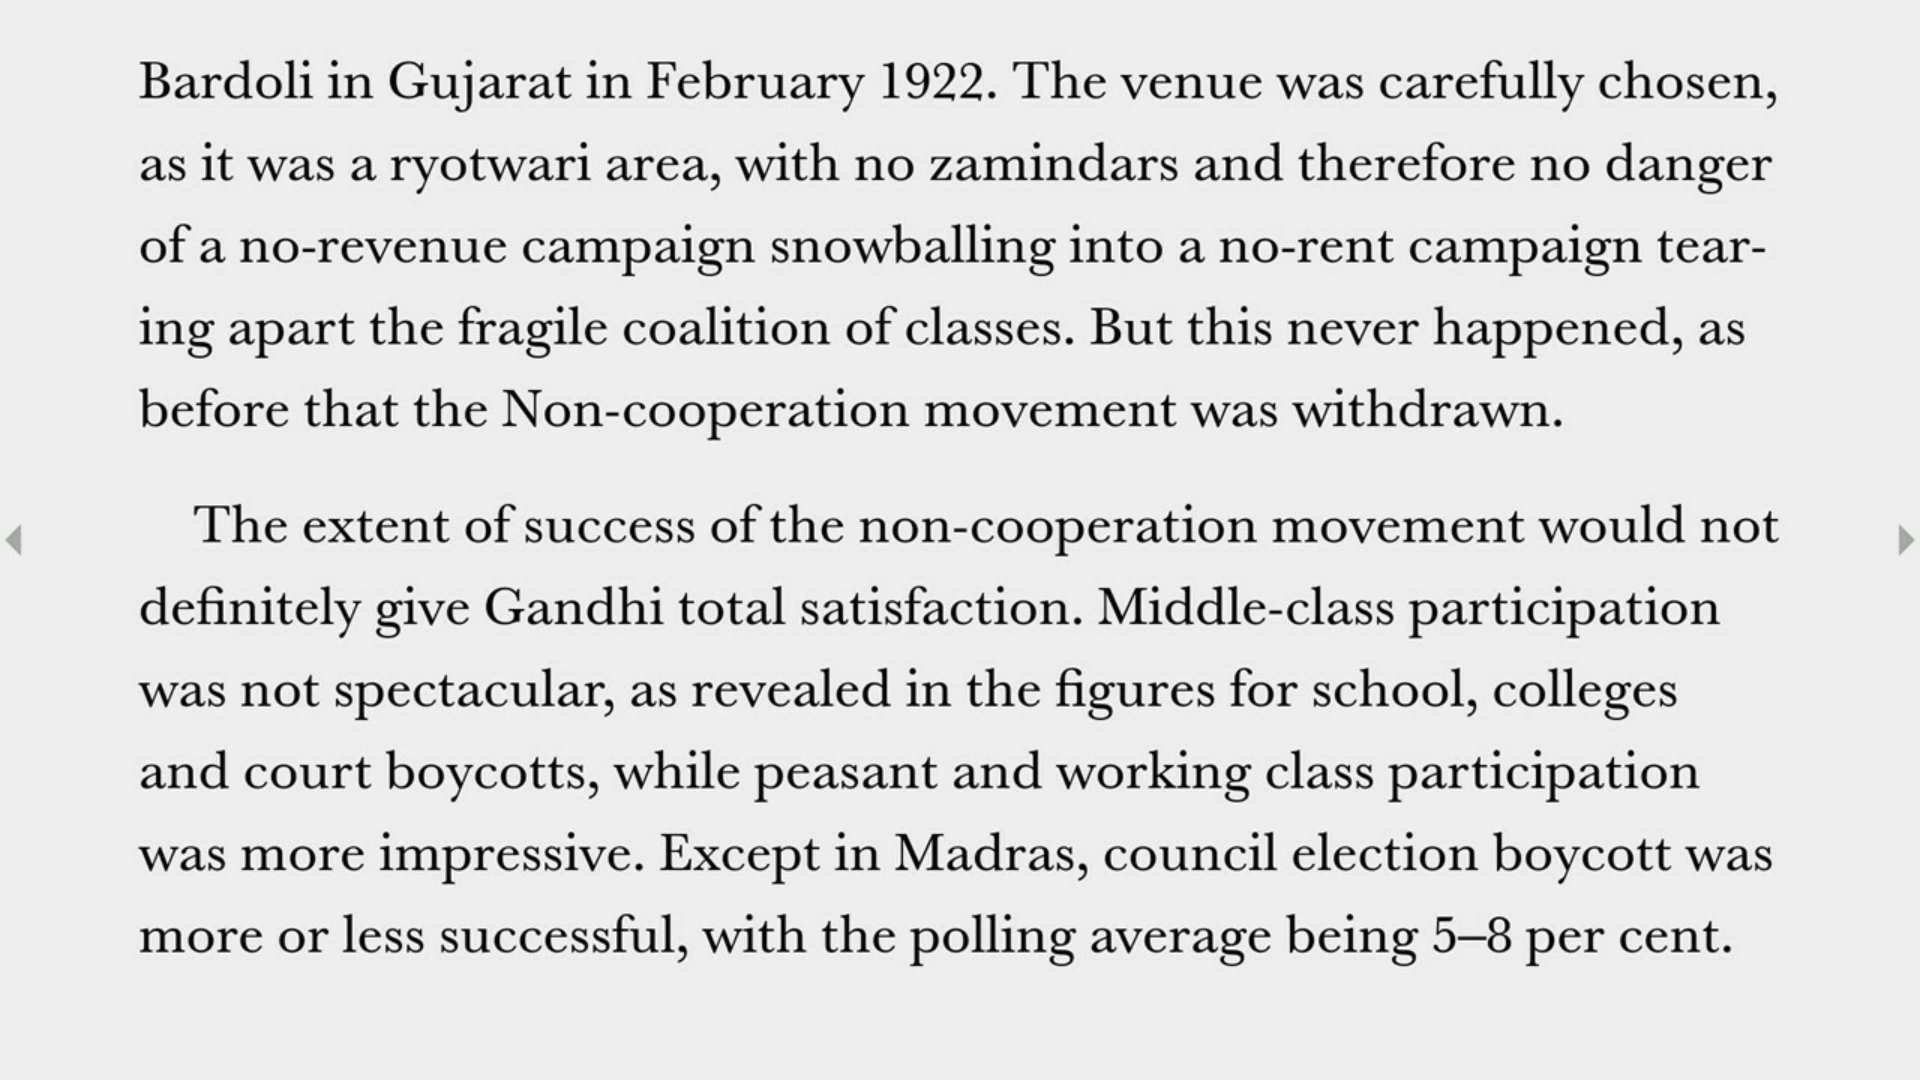 Bardoli in Gujarat in February 1922. The venue was carefully chosen,
as it was a ryotwari area, with no zamindars and therefore no danger
of a no-revenue campaign snowballing into a no-rent campaign tear-
ing apart the fragile coalition of classes. But this never happened, as
before that the Non-cooperation movement was withdrawn.
The extent of success of the non-cooperation movement would not
definitely give Gandhi total satisfaction. Middle-class participation
was not spectacular, as revealed in the figures for school, colleges
and court boycotts, while peasant and working class participation
was more impressive. Except in Madras, council election boycott was
more or less successful, with the polling average being 5–8 per cent.